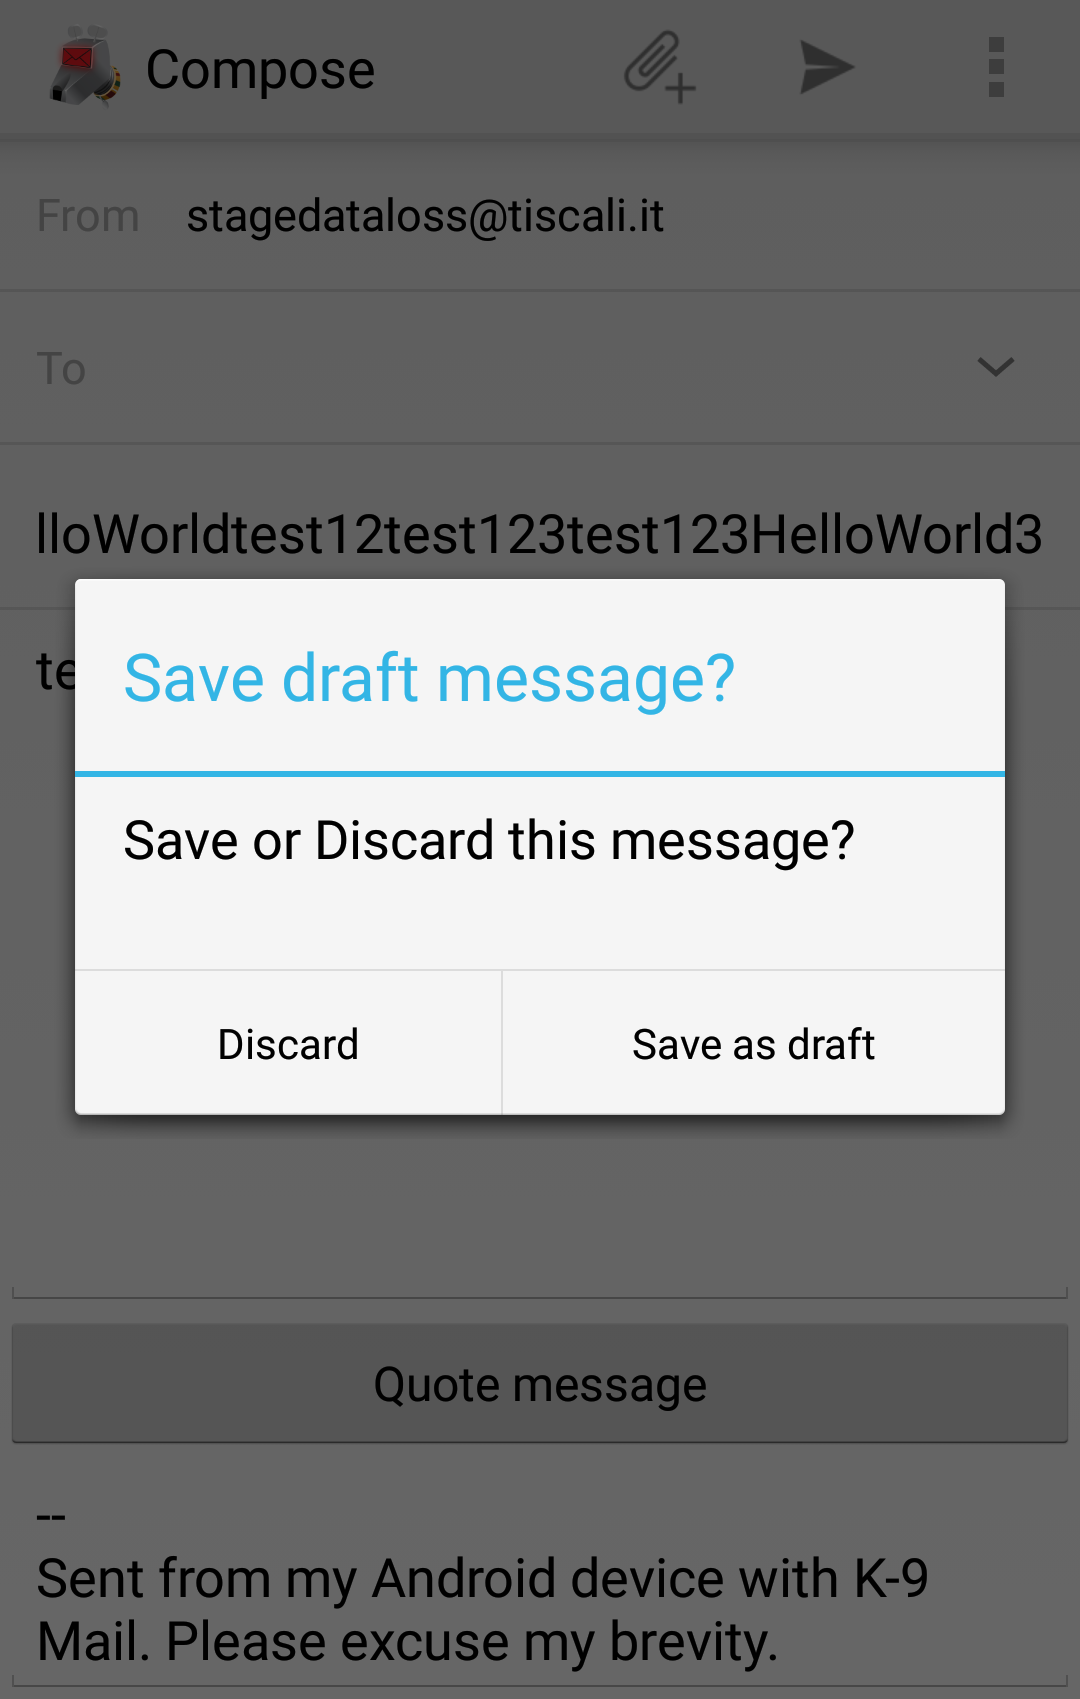 Compose
From stagedataloss@tiscali.it
To
lloWorldtest12test123test123HelloWorld3
te
Save draft message?
Save or Discard this message?
Discard Save as draft
Quote message
--
Sent from my Android device with K-9
Mail. Please excuse my brevity.